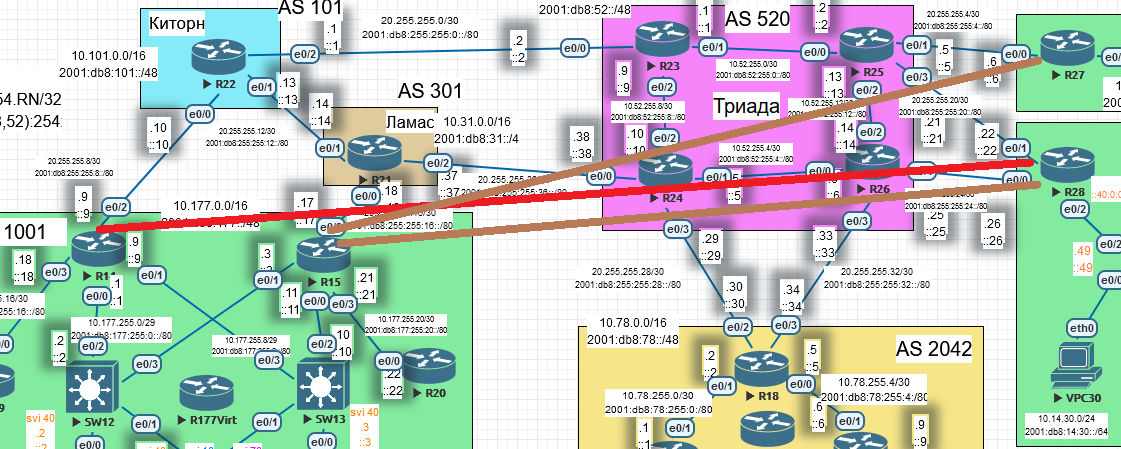 AS 101
Киторн
10.101.0.0/16
2001:db8:101::/48
R22
e0/2
e0/1
e0/0
.1
::1
20.255.255.0/30
2001:db8:255:255:0::/80
.2
::2
e0/0
2001:db8:52::/48
54.RN/32
.13
::13
.14
::14
20.255.255.12/30
2001:db8:255:255:12::/80
.10
::10
20.255.255.8/30
2001:db8:255:255:8::/80
.9
::9
e0/2
AS 301
Ламас
10.31.0.0/16
2001:db8:31::/4
e0/1
R21
e0/2
e0/0
.37
::37
.38
::38
e0/0
.18
.17
AS 520
Триада
.1
::1
.2
::2
R23
e0/1
e0/0
R25
e0/1
e0/3
e0/2
e0/2
10.52.255.0/30
2001:db8:52:255:0::/80
.9
::9
10.52.255.8/30
2001:db8:52:255:8::/80
.10
::10
e0/2
.13
::13
.14
::14
e0/2
10.52.255.4/30
2001:db8:52:255:4::/80
R24
e0/1
e0/0
R26
::5
e0/3
e0/3
20.255.255.4/30
2001:db8:255:255:4::/80
.5
::5
.6
::6
e0/0
R27
20.255.255.20/30
2001:db8:255:255:20::/80
.21
::21
.22
::22
e0/1
e0/0
R28
e0/2
.25
::25
.26
::26
.49
::49
e0/2
e0/0
eth0
VPC30
10.14.30.0/24
2001:db8:14:30::/64
1001
10.177.0.0/16
R14
.18
::18
e0/3
.9
::9
e0/1
e0/0
.1
::1
10.177.255.0/29
2001:db8:177:255:0::/80
.2
::2
e0/2
SW12
e0/3
e0/1
e0/0
svi 40
.2
::2
R15
e0/1
e0/0
e0/3
.11
::11
.21
::21
10.177.255.8/29
10.177.255.20/30
2001:db8:177:255:20::/80
.10
::10
e0/2
e0/3
SW13
e0/1
e0/0
svi 40
.3
::3
R177Virt
e0/0
.22
::22
R20
.29
::29
.30
::30
20.255.255.28/30
2001:db8:255:255:28::/80
.33
::33
.34
::34
20.255.255.32/30
2001:db8:255:255:32::/80
10.78.0.0/16
2001:db8:78::/48
AS 2042
e0/2
e0/3
R18
e0/1
e0/0
.2
::2
.5
::5
10.78.255.0/30
2001:db8:78:255:0:/80
10.78.255.4/30
2001:db8:78:255:4:/80
.1
::1
.6
::6
.9
::9
e0/1
e0/1